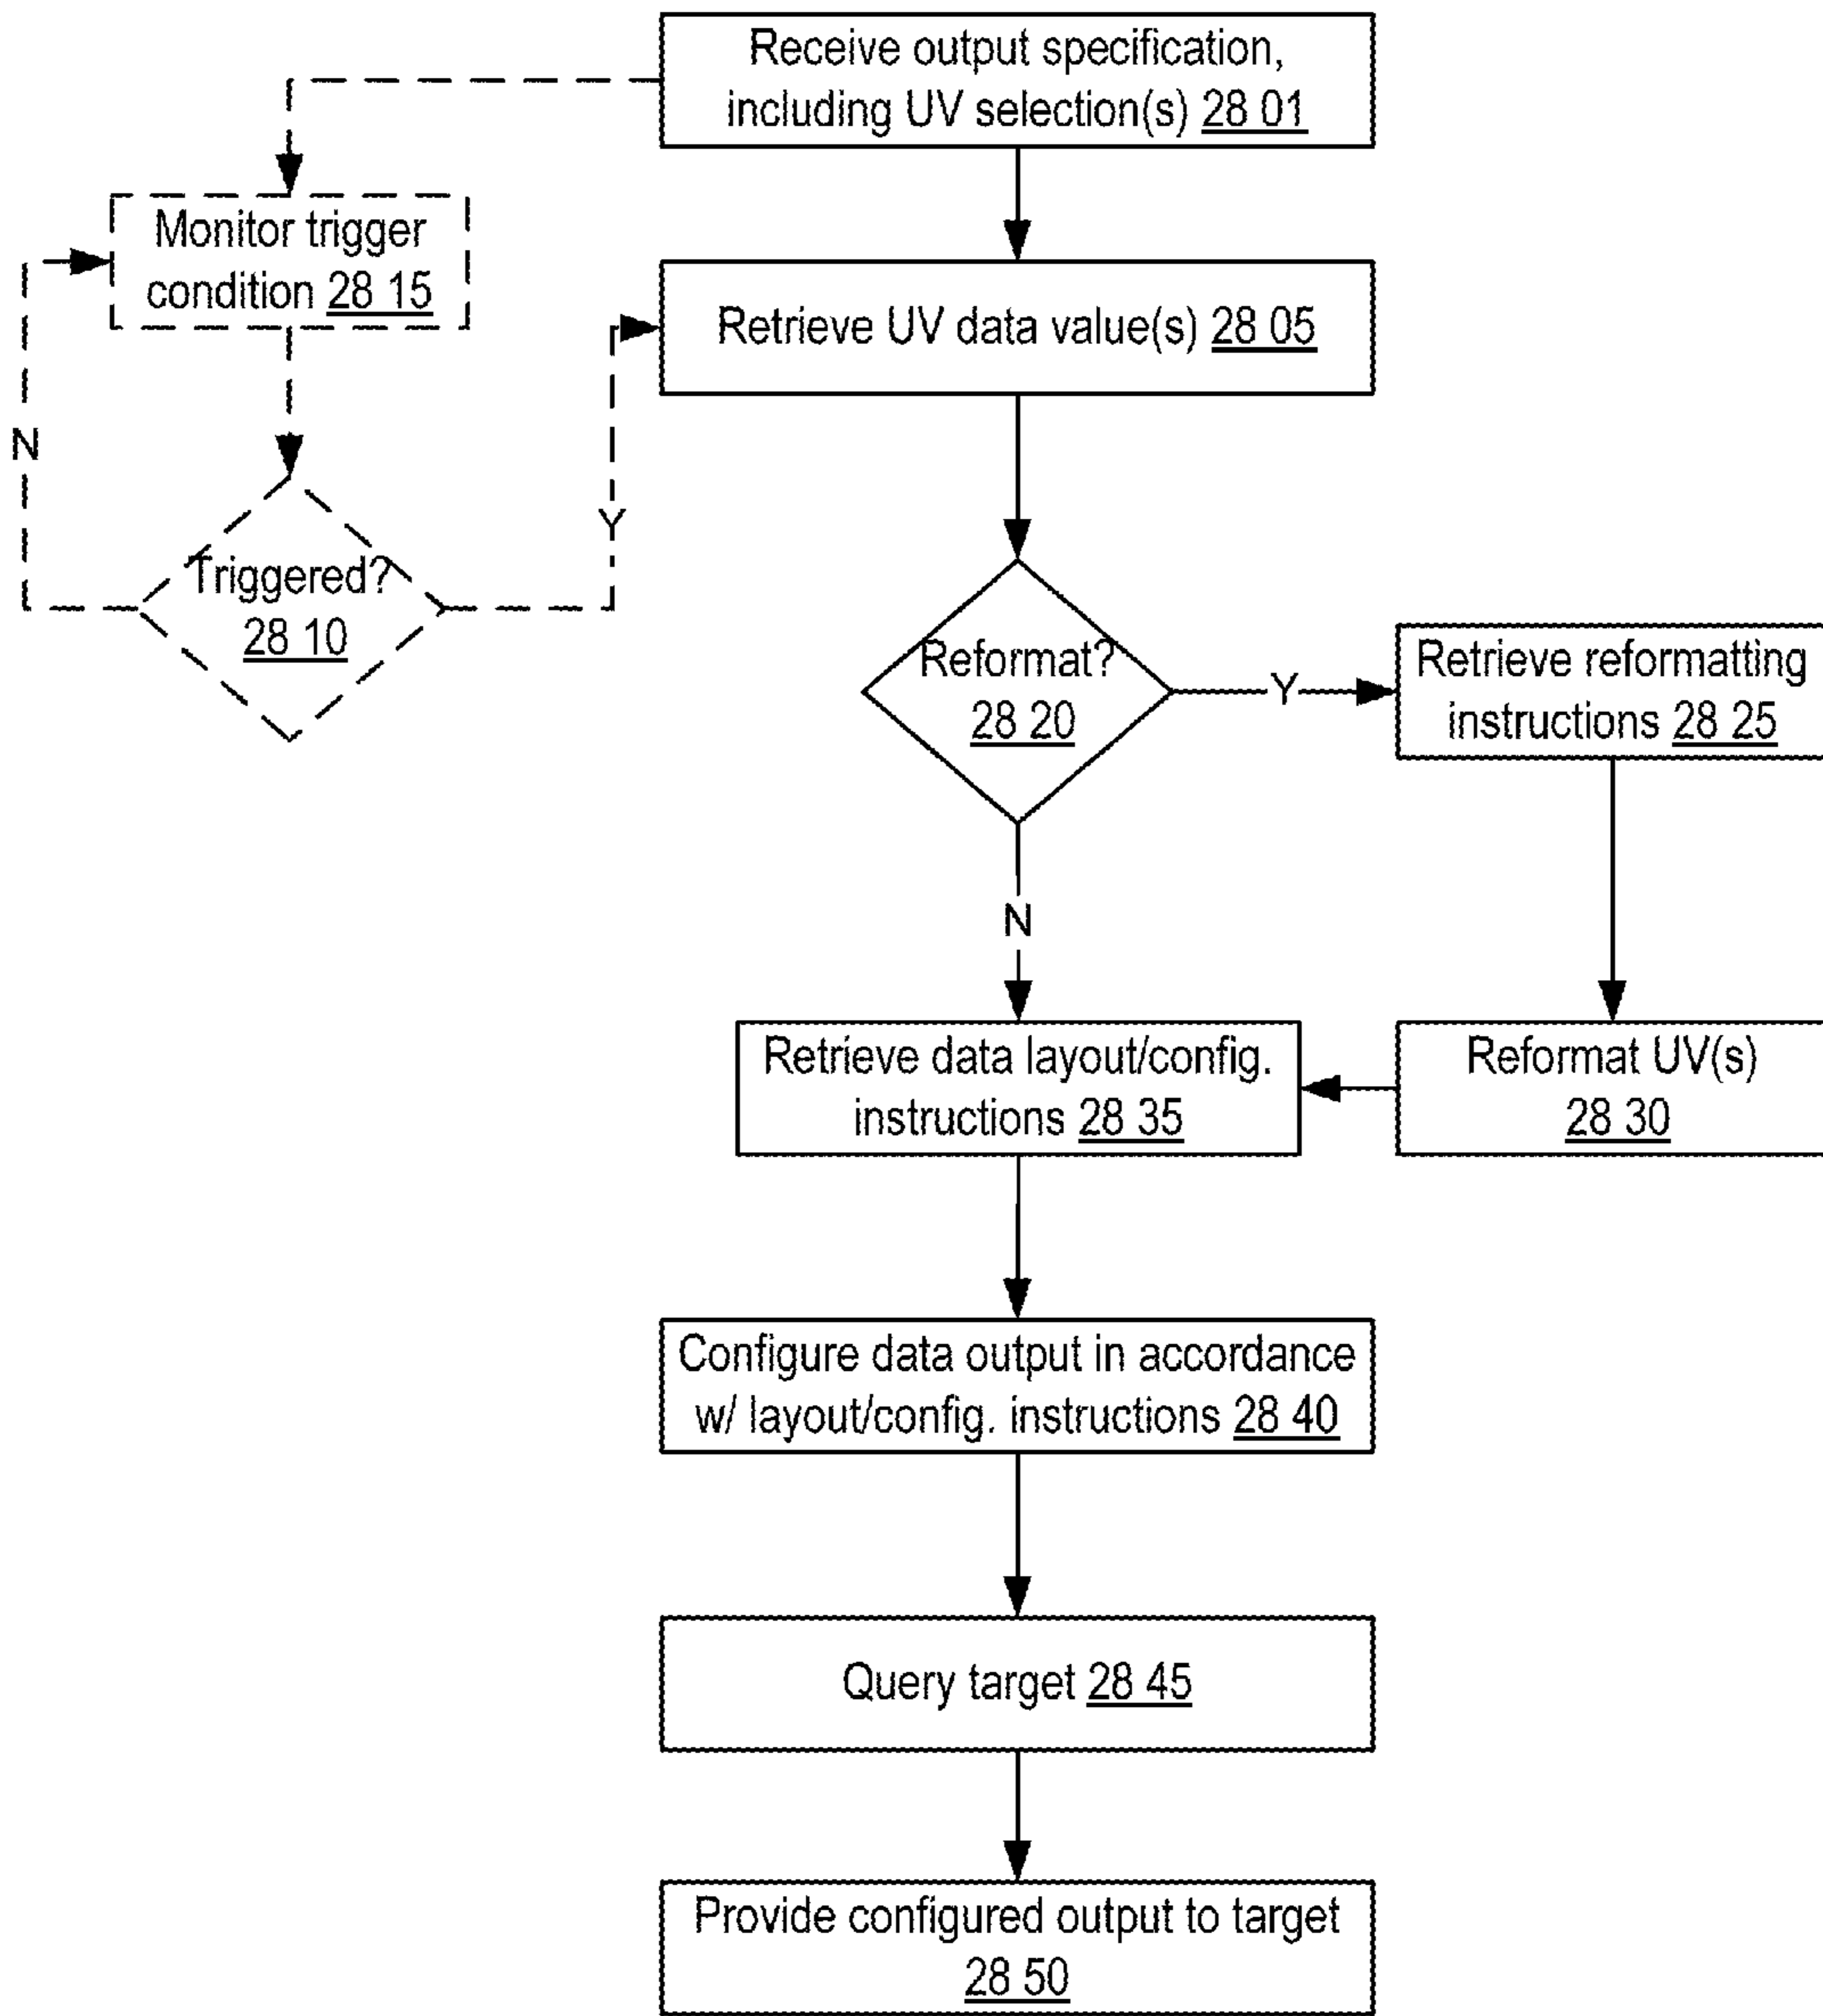 Receive output specification,
including UV selection(s) 28 01
Monitor trigger
condition 28 15
Retrieve UV data value(s) 28 05
N
Y
Triggered?
28 10
Reformat?
28 20
Y
Retrieve reformatting
instructions 28 25
N
Retrieve data layout/config.
instructions 28 35
Reformat UV(s)
28 30
Configure data output in accordance
w/ layout/config. instructions 28 40
Query target 28 45
Provide configured output to target
28 50